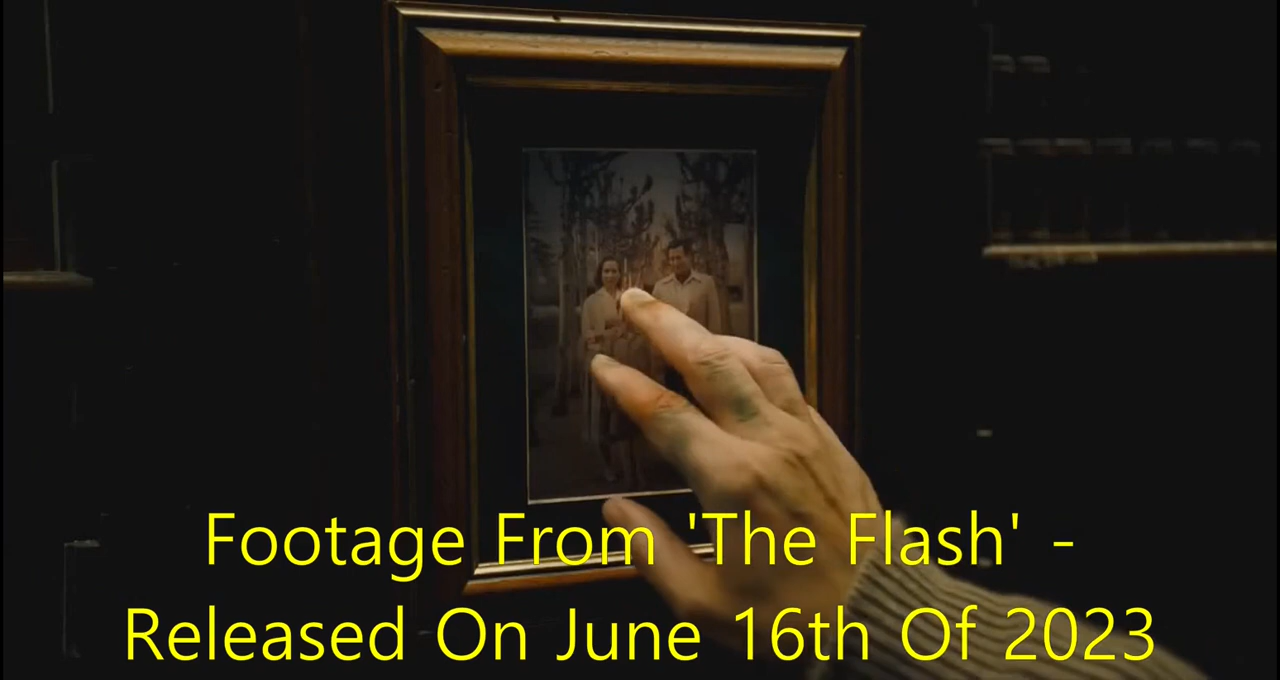 Footage From 'The Flash' -
Released On June 16th Of 2023